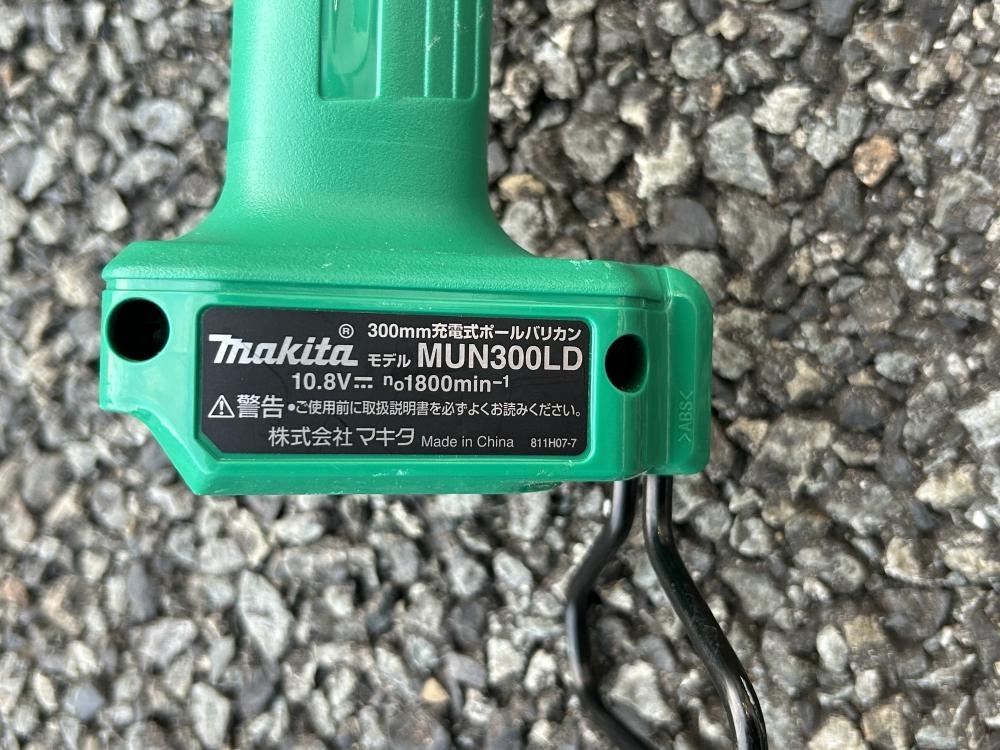 makita® 300mm充電式ポールバリカン
モデル MUN300LD
10.8V⎓ n₀1800min⁻¹
⚠警告 •ご使用前に取扱説明書を必ずよくお読みください。
株式会社 マキタ Made in China 811H07-7
>ABS<